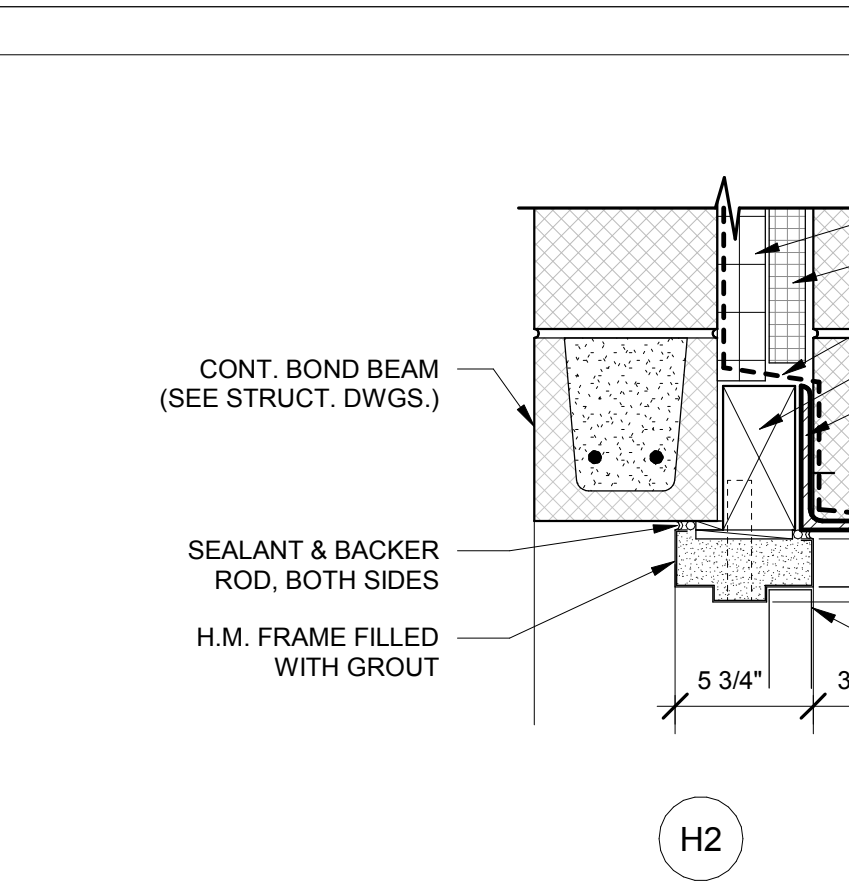 CONT. BOND BEAM
(SEE STRUCT. DWGS.)
SEALANT & BACKER
ROD, BOTH SIDES
H.M. FRAME FILLED
WITH GROUT
5 3/4"
3
H2